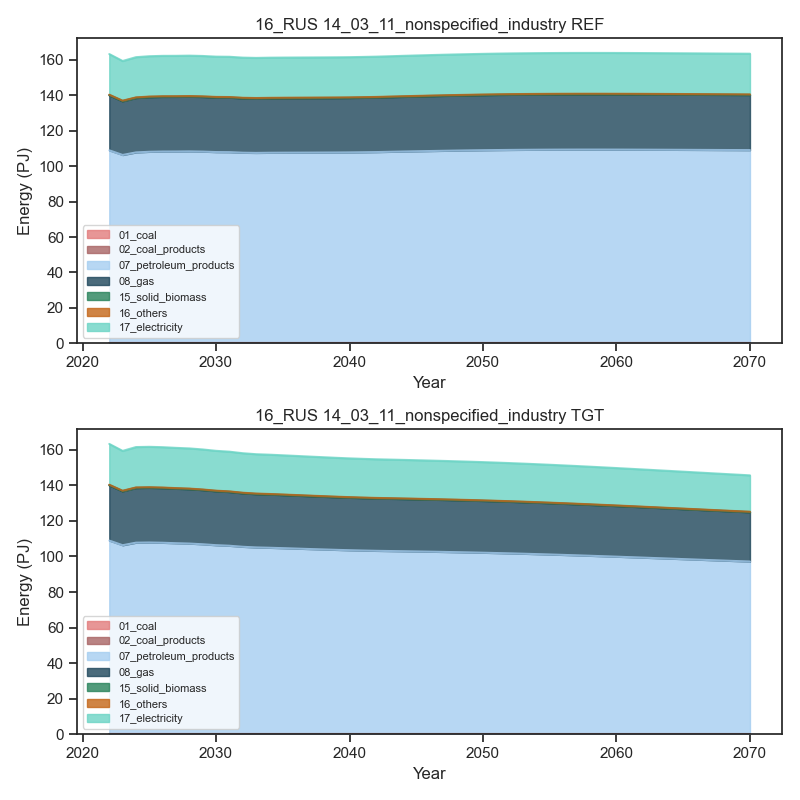 16_RUS 14_03_11_nonspecified_industry REF
160
140
120
100
80
60
40
20
0
Energy (PJ)
01_coal
02_coal_products
07_petroleum_products
08_gas
15_solid_biomass
16_others
17_electricity
2020 2030 2040 2050 2060 2070
Year
16_RUS 14_03_11_nonspecified_industry TGT
160
140
120
100
80
60
40
20
0
Energy (PJ)
01_coal
02_coal_products
07_petroleum_products
08_gas
15_solid_biomass
16_others
17_electricity
2020 2030 2040 2050 2060 2070
Year